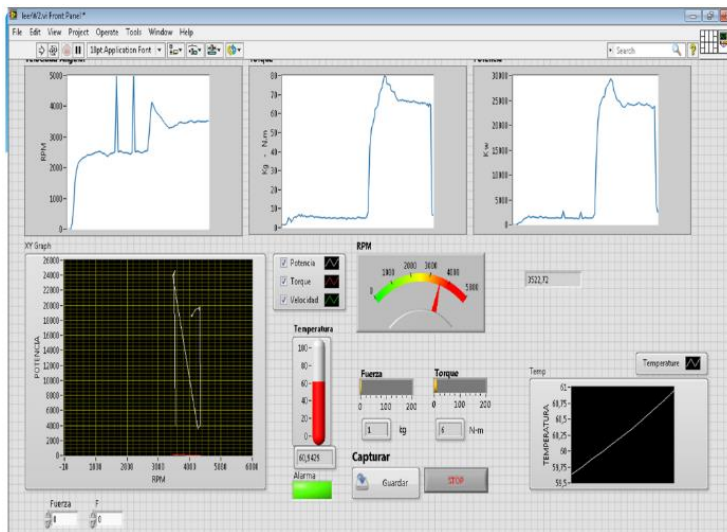 leerW2.vi Front Panel *
File Edit View Project Operate Tools Window Help
18pt Application Font
Search
Velocidad Angular
Torque
Potencia
5000
4000
3000
2000
1000
0
RPM
80
70
60
50
40
30
20
10
0
Kg - N.m
30000
25000
20000
15000
10000
5000
0
Kw
XY Graph
26000
24000
22000
20000
18000
16000
14000
12000
10000
8000
6000
4000
2000
0
POTENCIA
-10 1000 2000 3000 4000 5000 6000
RPM
Potencia
Torque
Velocidad
RPM
0 1000 2000 3000 4000 5000
3522,72
Temperatura
100
80
60
40
20
0
60,9429
Alarma
Fuerza
0 100 200
1 kg
Torque
0 100 200
6 N-m
Capturar
Guardar
STOP
Temperature
Temp
61
60,75
60,5
60,25
60
59,75
59,5
TEMPERATURA
Fuerza F
0